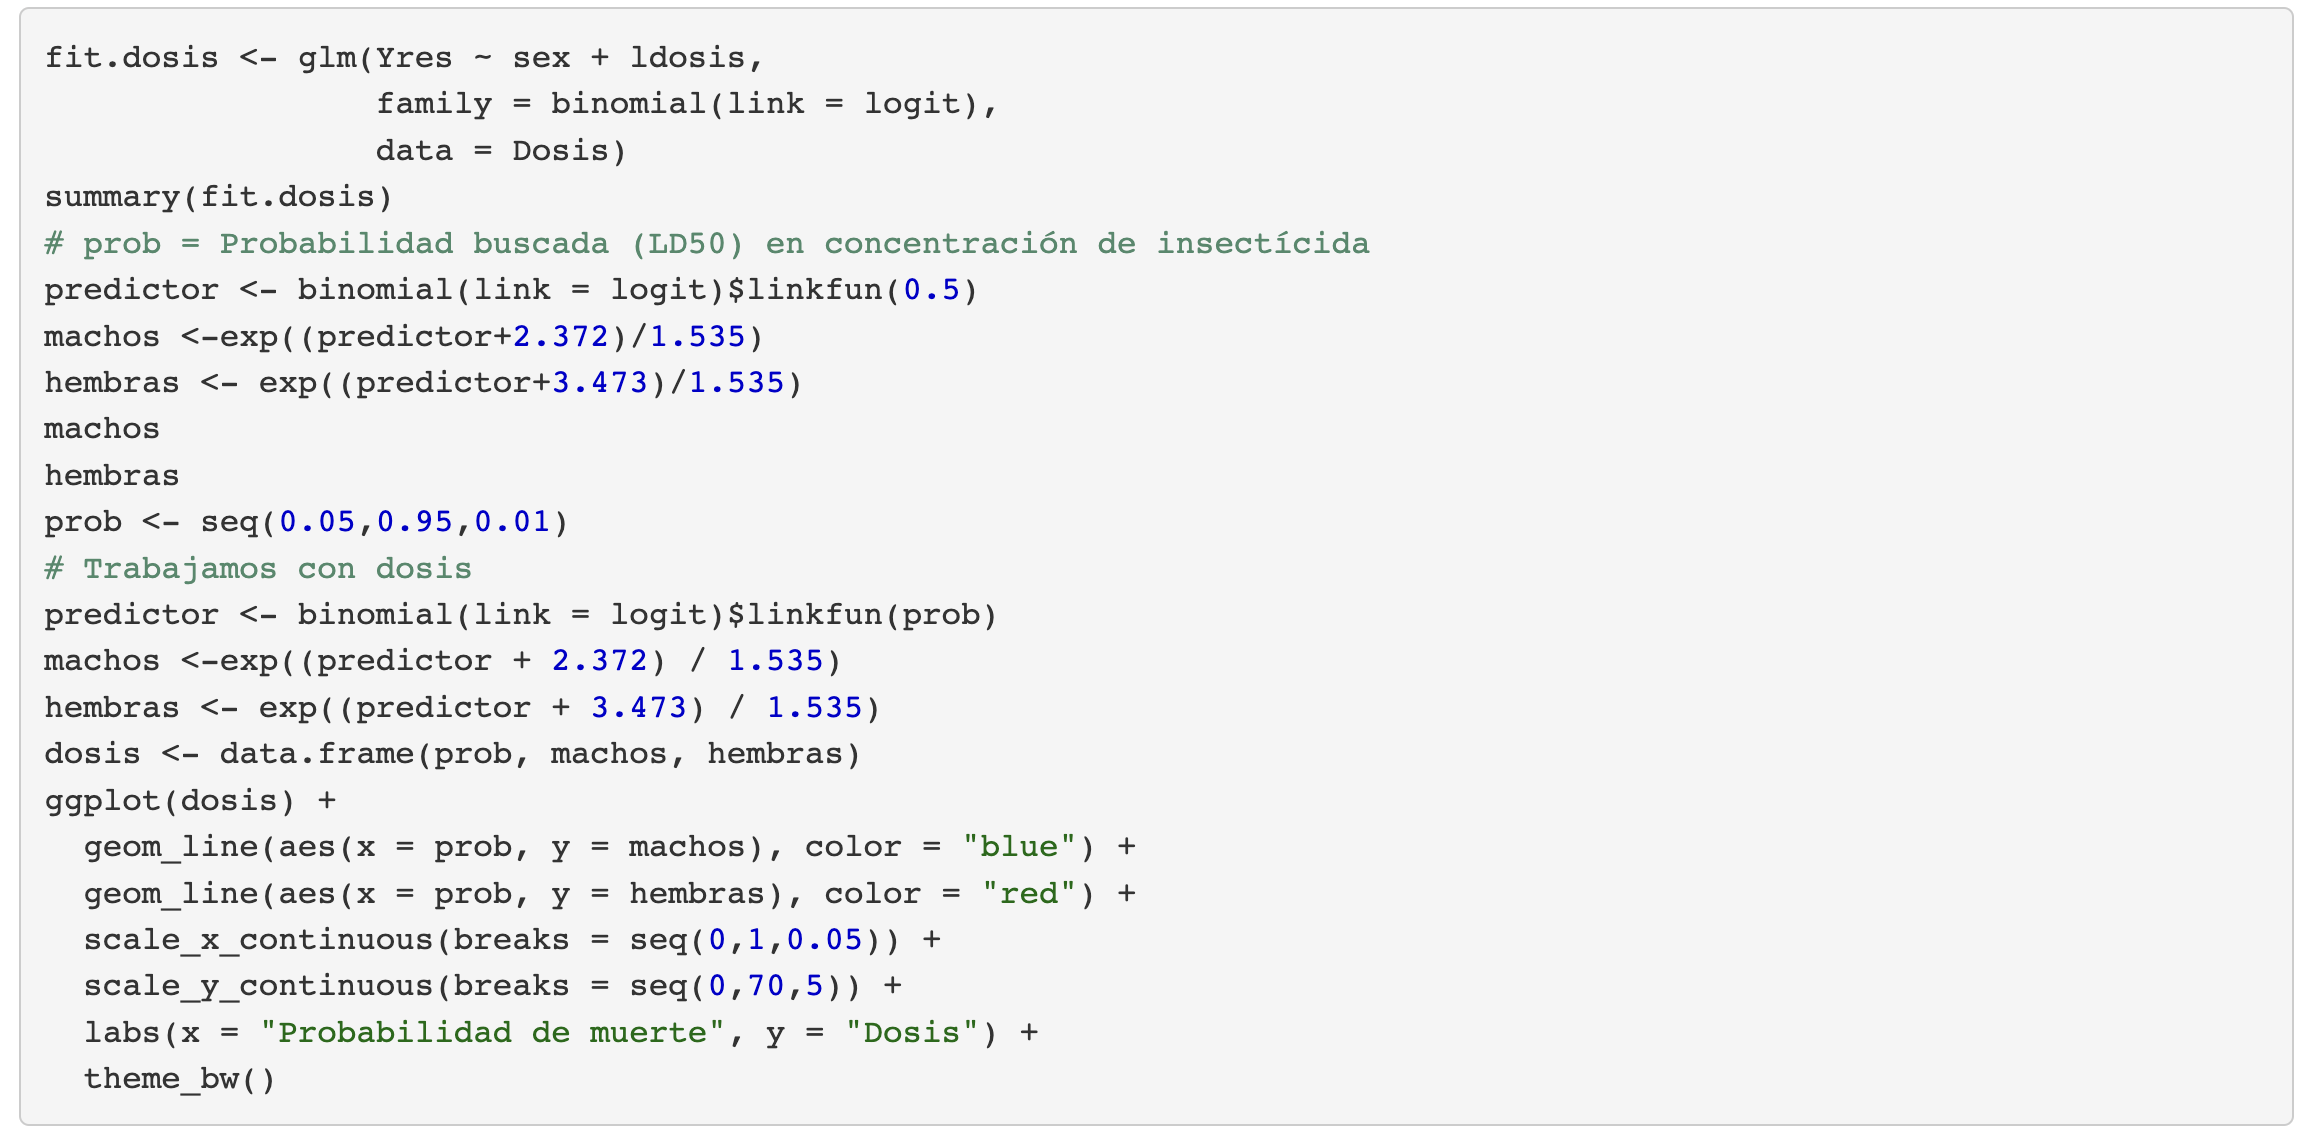 fit.dosis <- glm(Yres ~ sex + ldosis,
                 family = binomial(link = logit),
                 data = Dosis)
summary(fit.dosis)
# prob = Probabilidad buscada (LD50) en concentración de insectícida
predictor <- binomial(link = logit)$linkfun(0.5)
machos <-exp((predictor+2.372)/1.535)
hembras <- exp((predictor+3.473)/1.535)
machos
hembras
prob <- seq(0.05,0.95,0.01)
# Trabajamos con dosis
predictor <- binomial(link = logit)$linkfun(prob)
machos <-exp((predictor + 2.372) / 1.535)
hembras <- exp((predictor + 3.473) / 1.535)
dosis <- data.frame(prob, machos, hembras)
ggplot(dosis) +
  geom_line(aes(x = prob, y = machos), color = "blue") +
  geom_line(aes(x = prob, y = hembras), color = "red") +
  scale_x_continuous(breaks = seq(0,1,0.05)) +
  scale_y_continuous(breaks = seq(0,70,5)) +
  labs(x = "Probabilidad de muerte", y = "Dosis") +
  theme_bw()